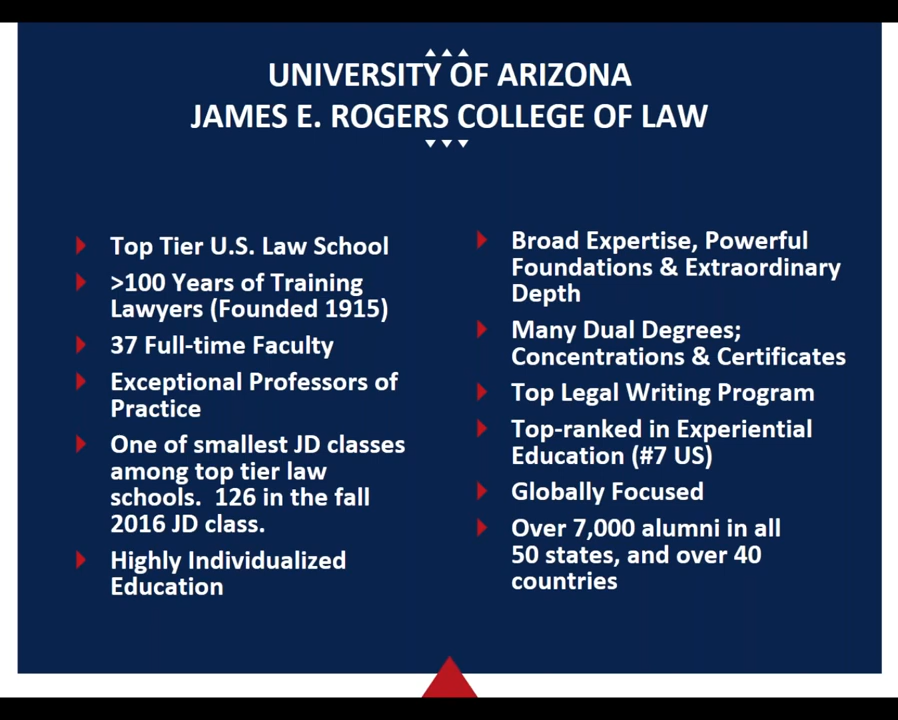 UNIVERSITY OF ARIZONA
JAMES E. ROGERS COLLEGE OF LAW
Top Tier U.S. Law School
>100 Years of Training
Lawyers (Founded 1915)
37 Full-time Faculty
Exceptional Professors of
Practice
One of smallest JD classes
among top tier law
schools. 126 in the fall
2016 JD class.
Highly Individualized
Education
Broad Expertise, Powerful
Foundations & Extraordinary
Depth
Many Dual Degrees;
Concentrations & Certificates
Top Legal Writing Program
Top-ranked in Experiential
Education (#7 US)
Globally Focused
Over 7,000 alumni in all
50 states, and over 40
countries